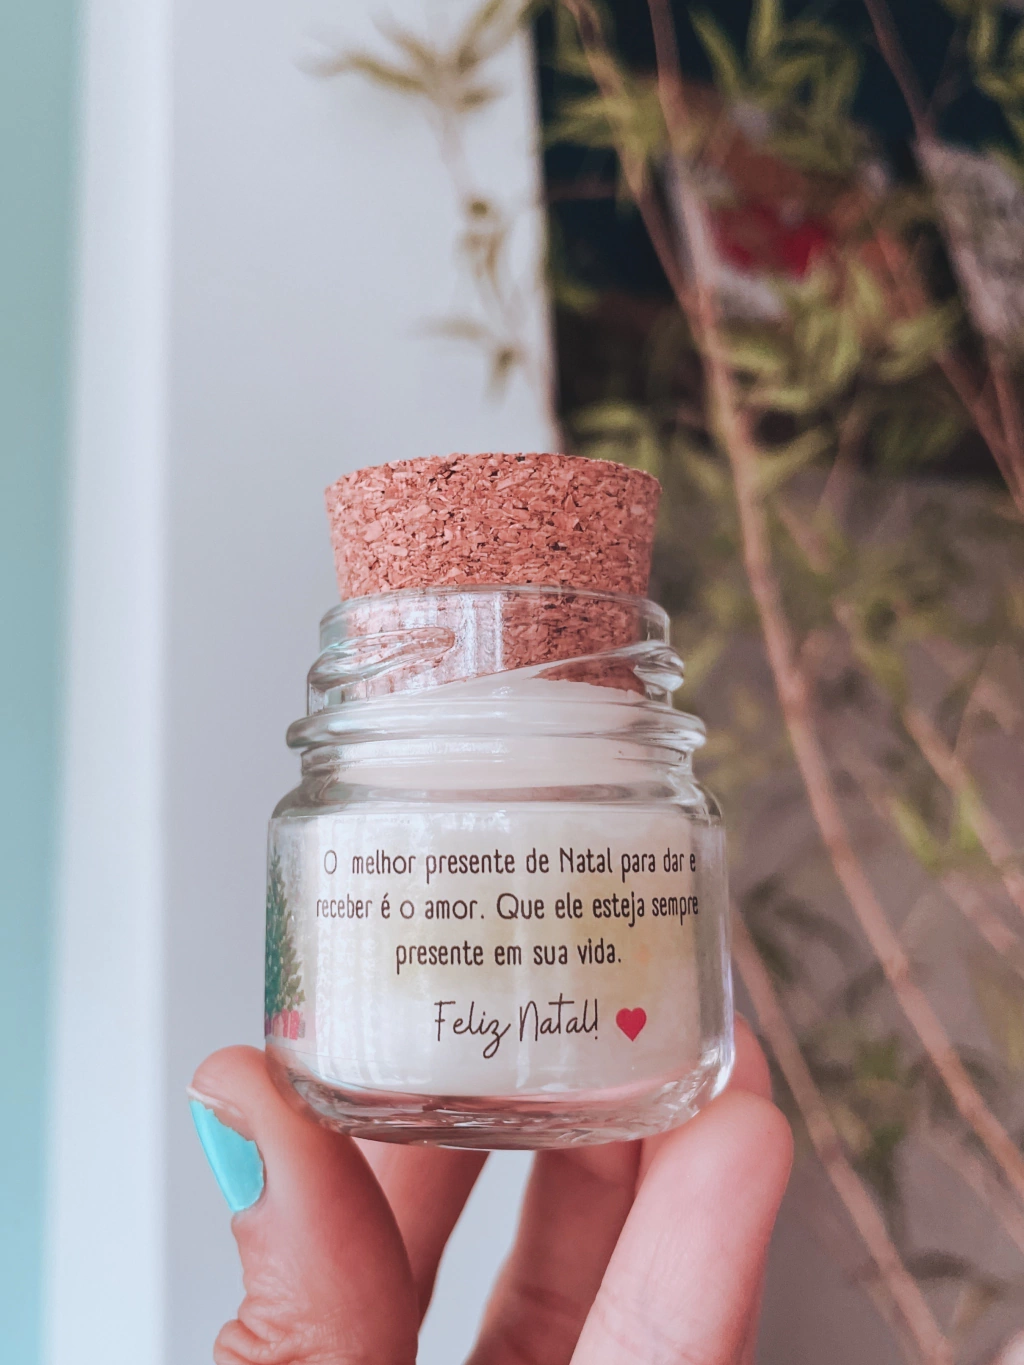 O melhor presente de Natal para dar e
receber é o amor. Que ele esteja sempre
presente em sua vida.
Feliz Natal!